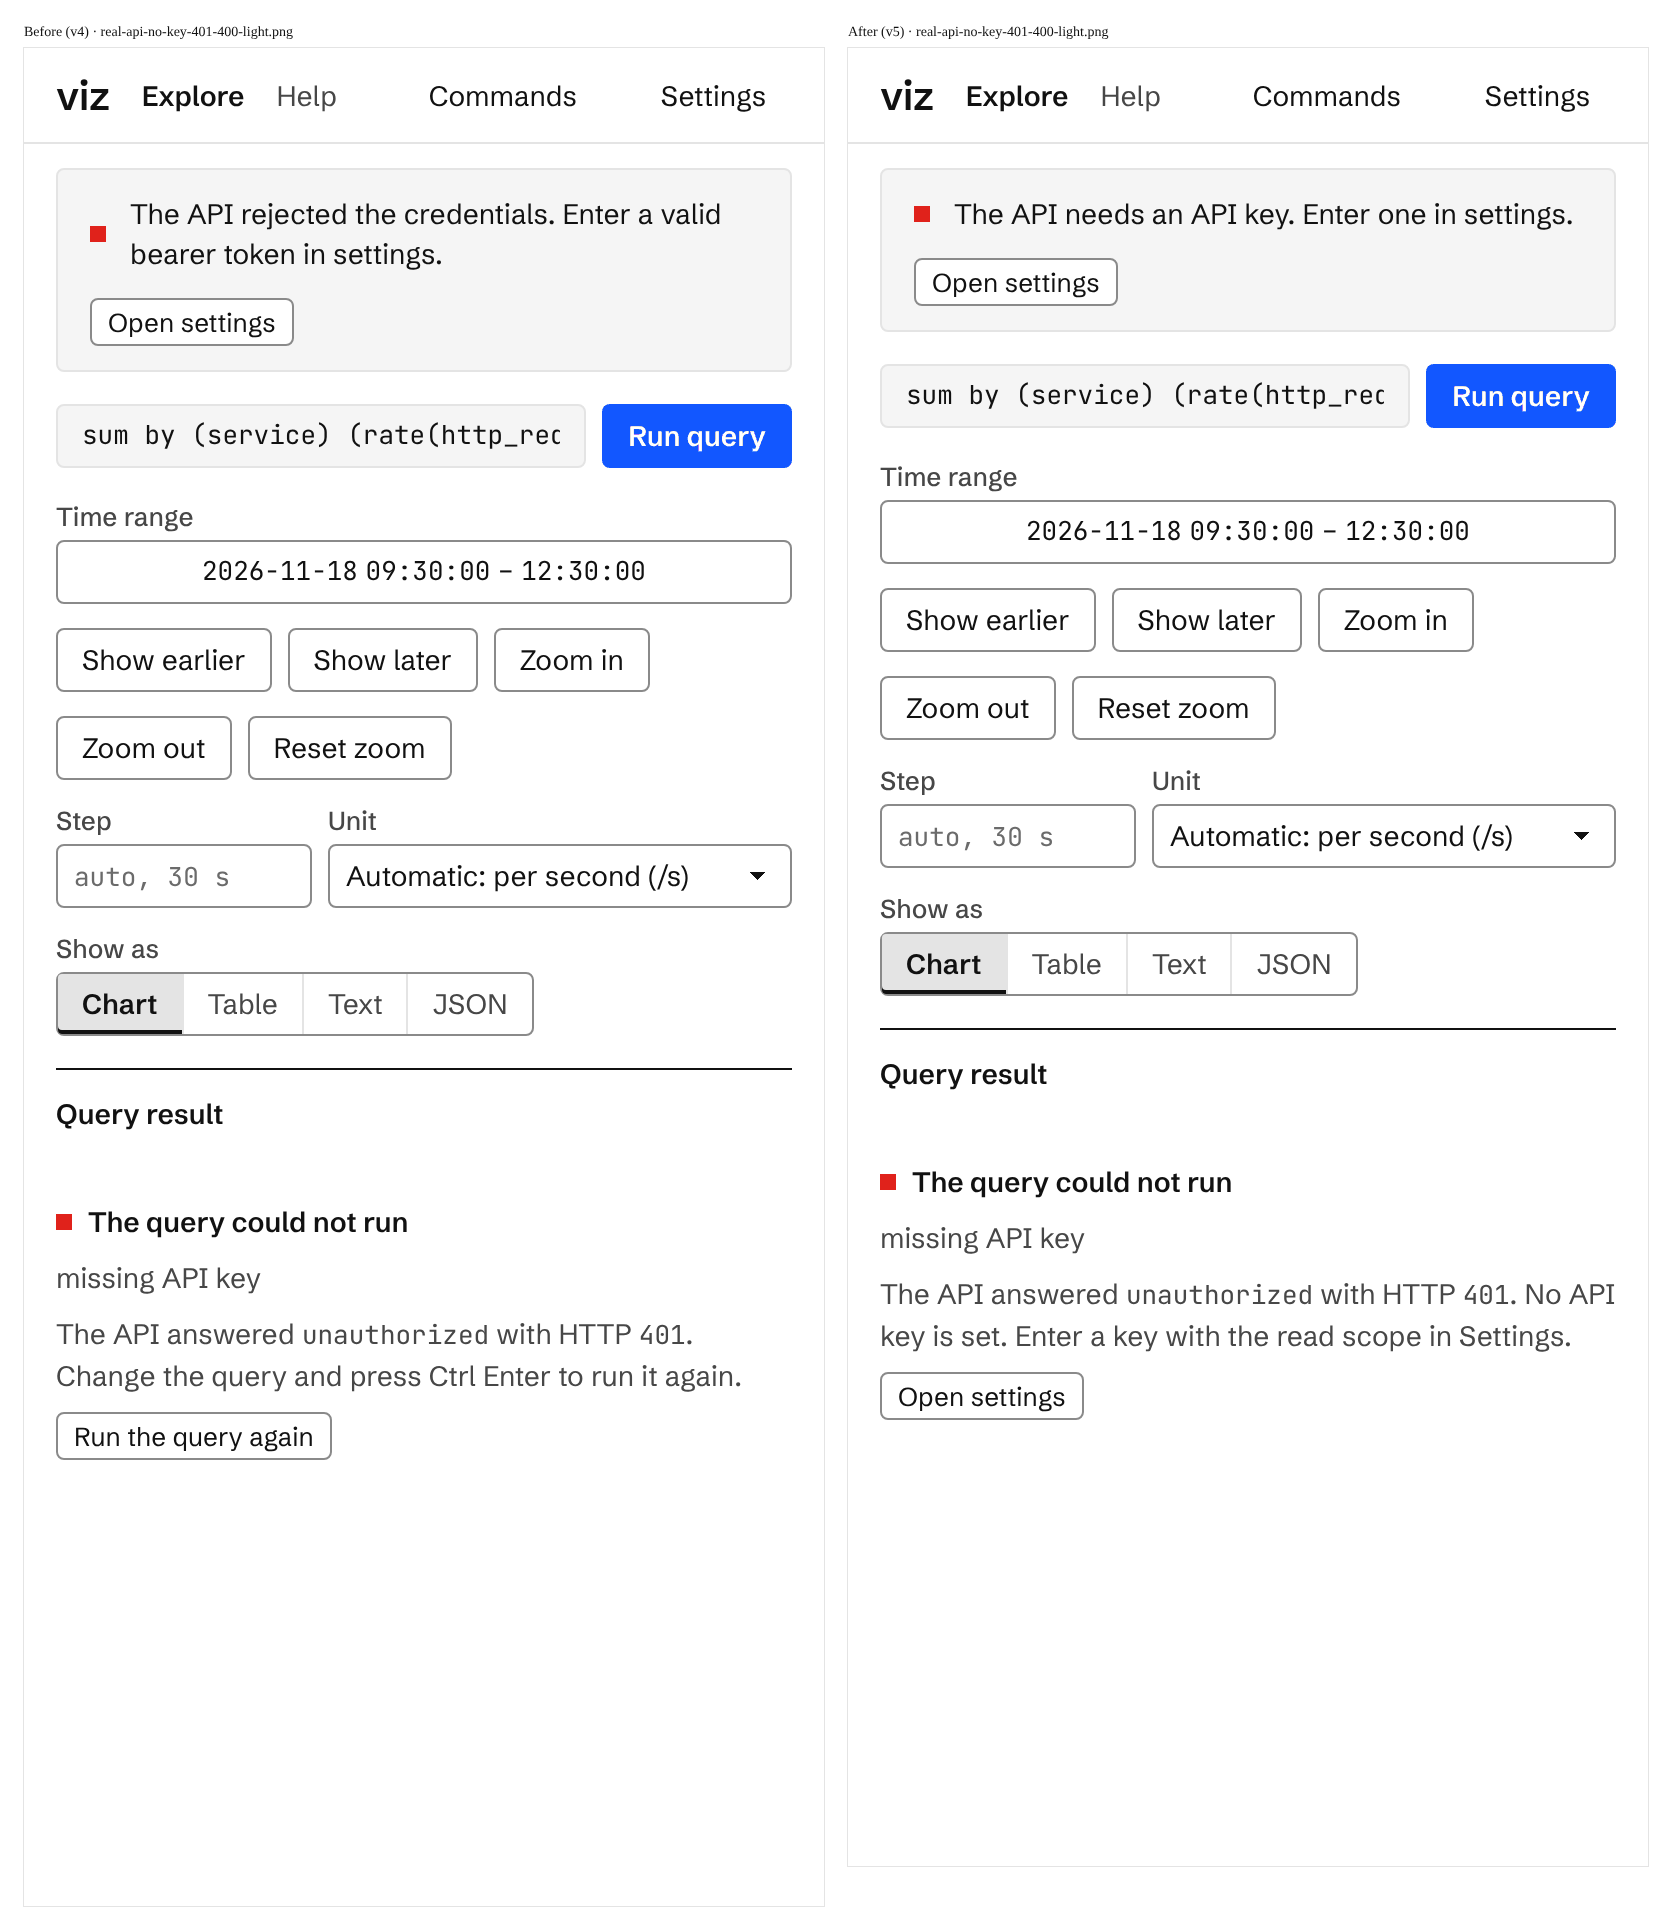 Before (v4) · real-api-no-key-401-400-light.png
viz Explore Help Commands Settings
The API rejected the credentials. Enter a valid
bearer token in settings.
Open settings
sum by (service) (rate(http_req
Run query
Time range
2026-11-18 09:30:00 – 12:30:00
Show earlier Show later Zoom in
Zoom out Reset zoom
Step Unit
auto, 30 s Automatic: per second (/s)
Show as
Chart Table Text JSON
Query result
The query could not run
missing API key
The API answered unauthorized with HTTP 401.
Change the query and press Ctrl Enter to run it again.
Run the query again
After (v5) · real-api-no-key-401-400-light.png
viz Explore Help Commands Settings
The API needs an API key. Enter one in settings.
Open settings
sum by (service) (rate(http_req
Run query
Time range
2026-11-18 09:30:00 – 12:30:00
Show earlier Show later Zoom in
Zoom out Reset zoom
Step Unit
auto, 30 s Automatic: per second (/s)
Show as
Chart Table Text JSON
Query result
The query could not run
missing API key
The API answered unauthorized with HTTP 401. No API
key is set. Enter a key with the read scope in Settings.
Open settings